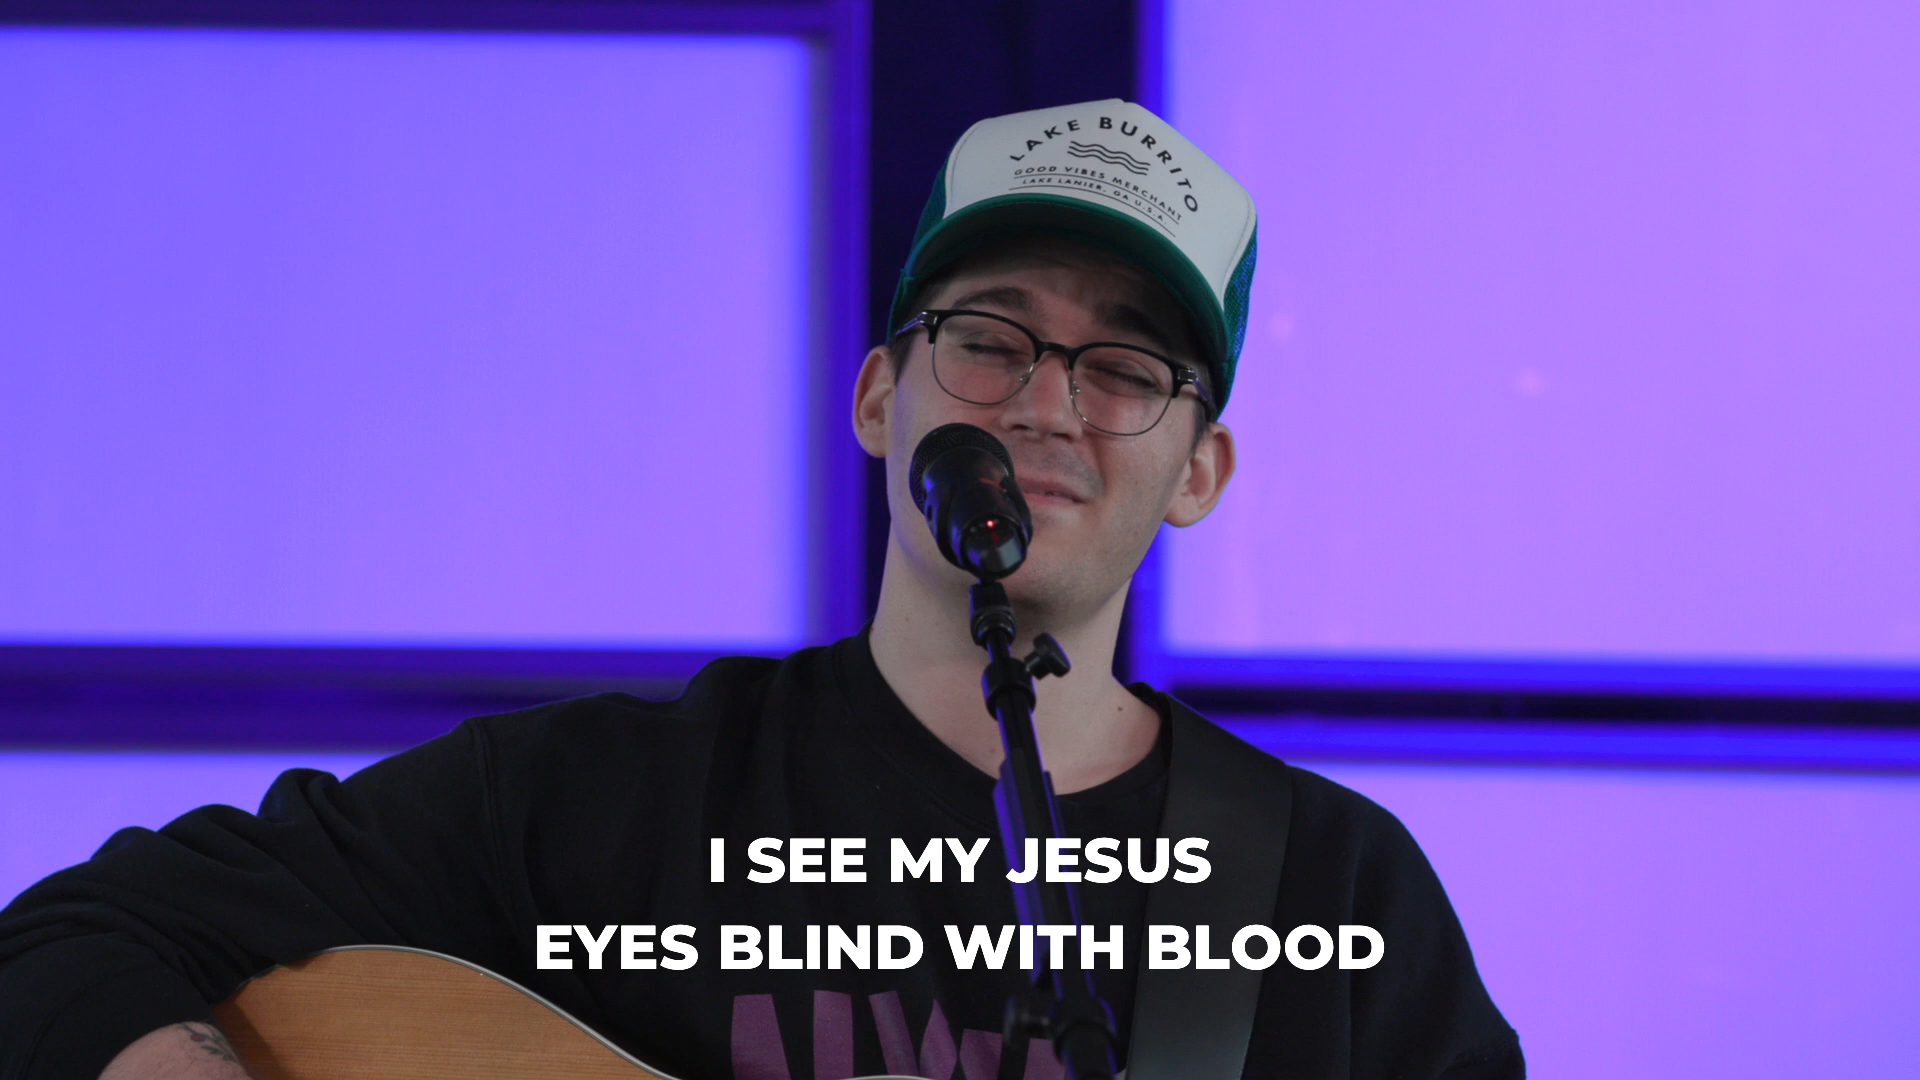 LAKE BURRITO
GOOD VIBES MERCHANT
LAKE LANIER, GA U.S.A.
I SEE MY JESUS
EYES BLIND WITH BLOOD